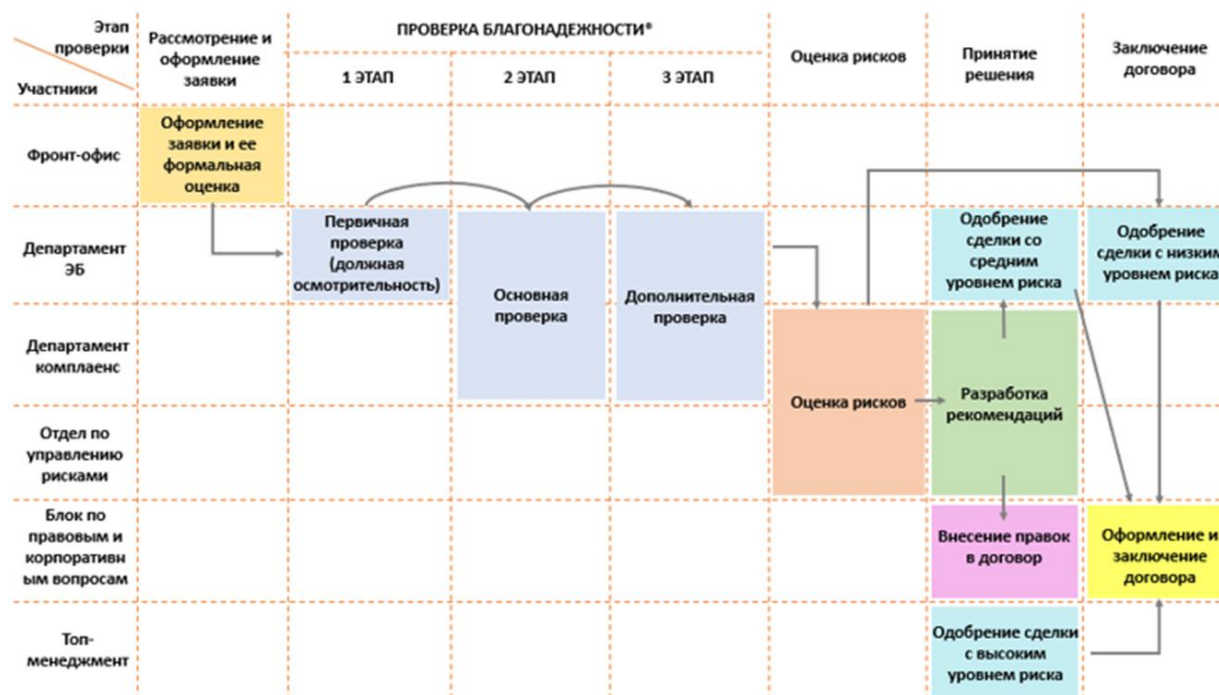 Этап
проверки
Участники
Рассмотрение и
оформление
заявки
ПРОВЕРКА БЛАГОНАДЕЖНОСТИ*
1 ЭТАП
2 ЭТАП
3 ЭТАП
Оценка рисков
Принятие
решения
Заключение
договора
Фронт-офис
Оформление
заявки и ее
формальная
оценка
Департамент
ЭБ
Первичная
проверка
(должная
осмотрительность)
Основная
проверка
Дополнительная
проверка
Одобрение
сделки со
средним
уровнем риска
Одобрение
сделки с низким
уровнем риска
Департамент
комплаенс
Оценка рисков
Разработка
рекомендаций
Отдел по
управлению
рисками
Блок по
правовым и
корпоративн
ым вопросам
Внесение правок
в договор
Оформление и
заключение
договора
Топ-
менеджмент
Одобрение сделки
с высоким
уровнем риска